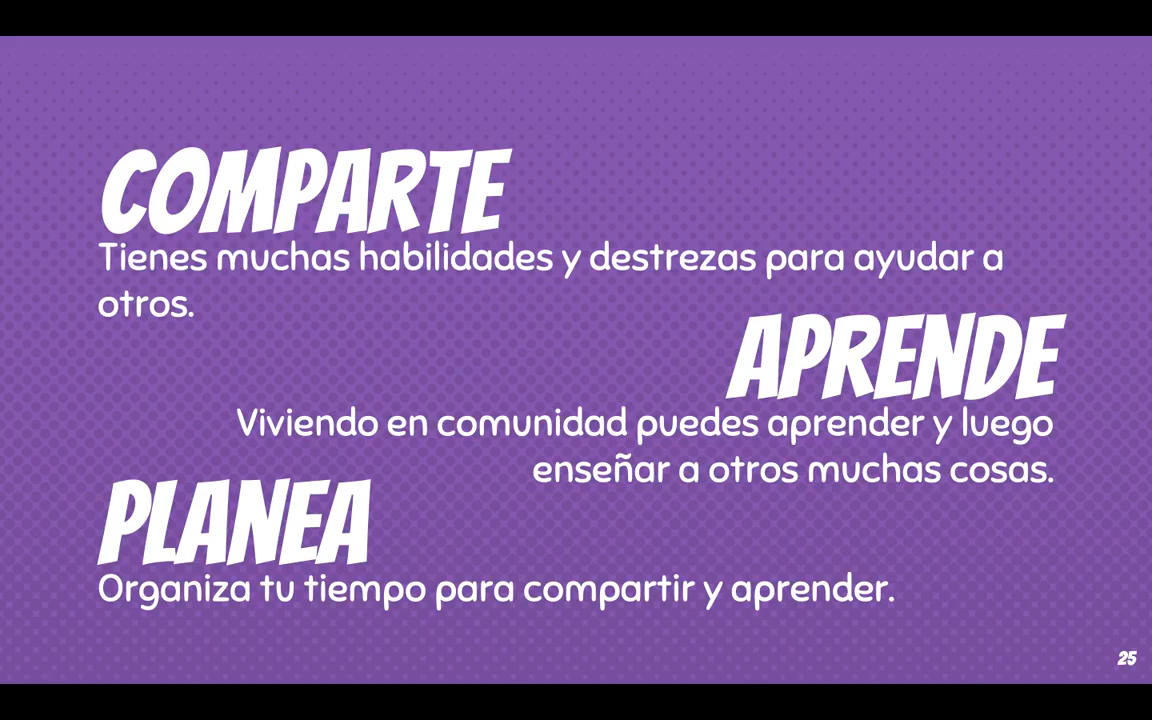 COMPARTE
Tienes muchas habilidades y destrezas para ayudar a
otros.
APRENDE
Viviendo en comunidad puedes aprender y luego
enseñar a otros muchas cosas.
PLANEA
Organiza tu tiempo para compartir y aprender.
25